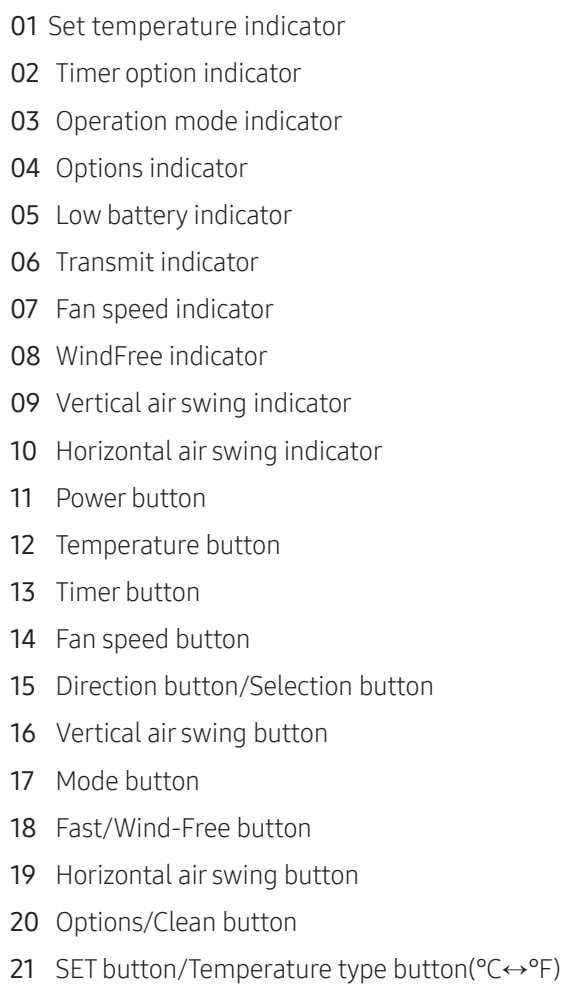 01 Set temperature indicator
02 Timer option indicator
03 Operation mode indicator
04 Options indicator
05 Low battery indicator
06 Transmit indicator
07 Fan speed indicator
08 WindFree indicator
09 Vertical air swing indicator
10 Horizontal air swing indicator
11 Power button
12 Temperature button
13 Timer button
14 Fan speed button
15 Direction button/Selection button
16 Vertical air swing button
17 Mode button
18 Fast/Wind-Free button
19 Horizontal air swing button
20 Options/Clean button
21 SET button/Temperature type button(°C↔°F)